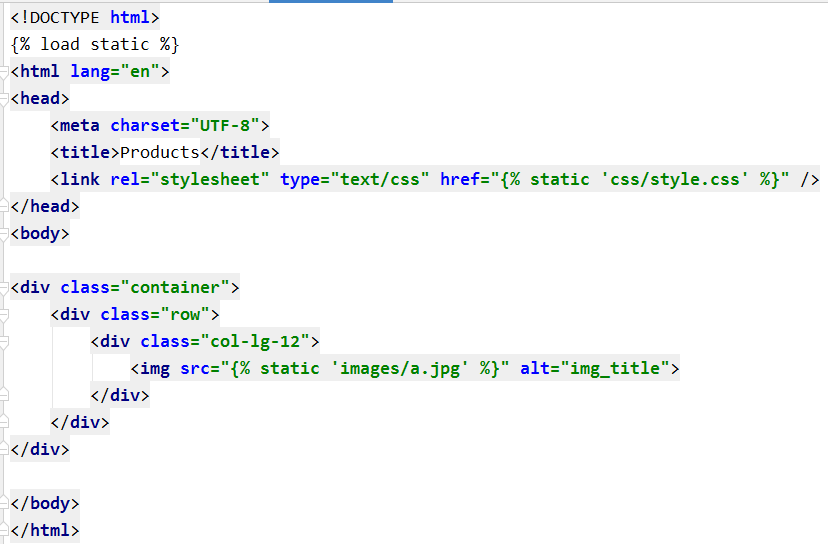 <!DOCTYPE html>
{% load static %}
<html lang="en">
<head>
    <meta charset="UTF-8">
    <title>Products</title>
    <link rel="stylesheet" type="text/css" href="{% static 'css/style.css' %}" />
</head>
<body>

<div class="container">
    <div class="row">
        <div class="col-lg-12">
            <img src="{% static 'images/a.jpg' %}" alt="img_title">
        </div>
    </div>
</div>

</body>
</html>